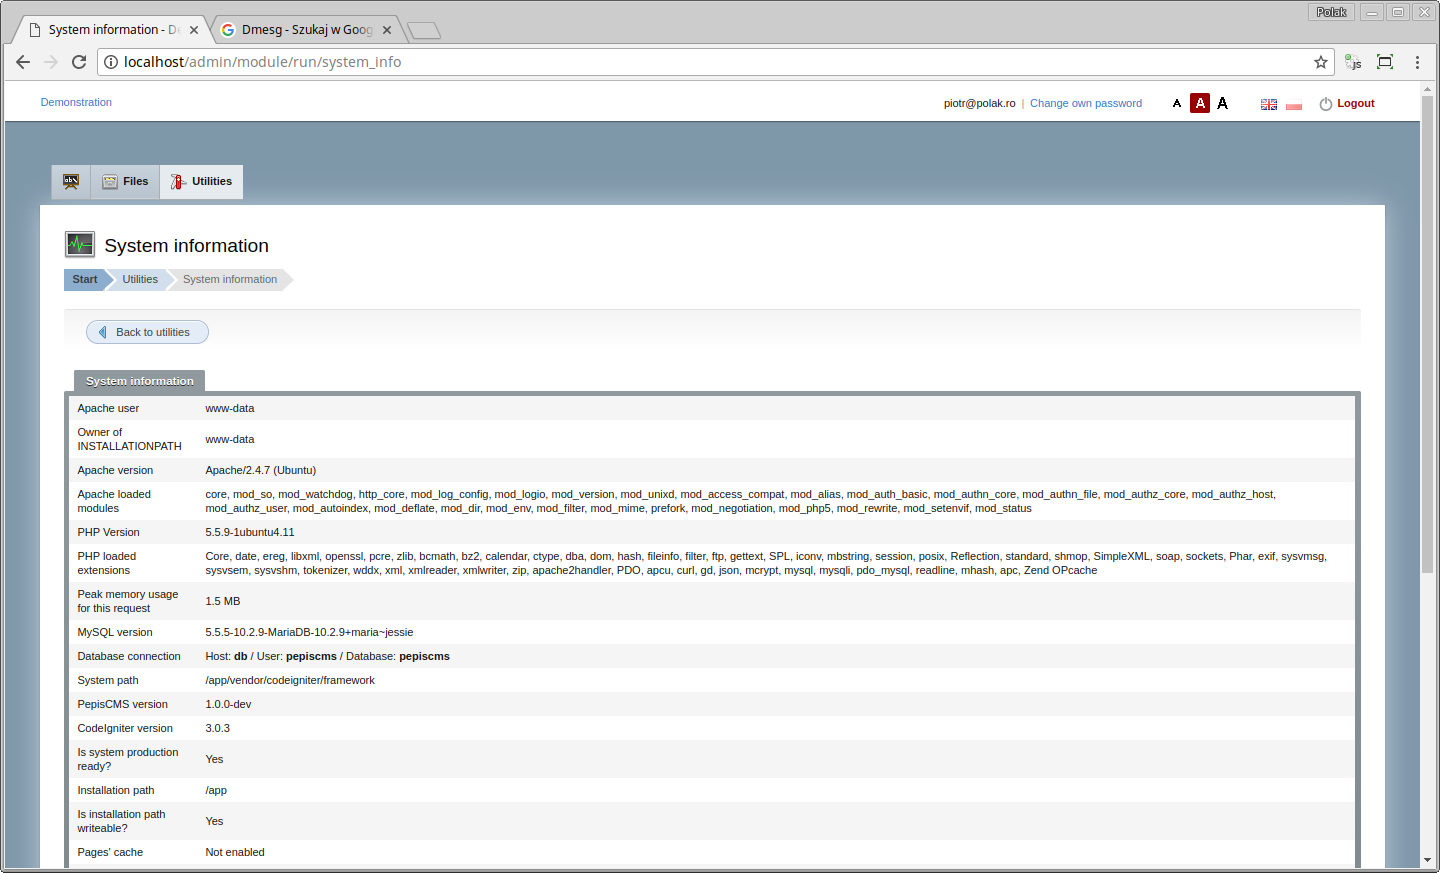 Polak
System information - De
Dmesg - Szukaj w Goog
localhost/admin/module/run/system_info
js
Demonstration
piotr@polak.ro | Change own password
A A A
Logout
Files
Utilities
System information
Start
Utilities
System information
Back to utilities
System information
Apache user
www-data
Owner of
INSTALLATIONPATH
www-data
Apache version
Apache/2.4.7 (Ubuntu)
Apache loaded
modules
core, mod_so, mod_watchdog, http_core, mod_log_config, mod_logio, mod_version, mod_unixd, mod_access_compat, mod_alias, mod_auth_basic, mod_authn_core, mod_authn_file, mod_authz_core, mod_authz_host,
mod_authz_user, mod_autoindex, mod_deflate, mod_dir, mod_env, mod_filter, mod_mime, prefork, mod_negotiation, mod_php5, mod_rewrite, mod_setenvif, mod_status
PHP Version
5.5.9-1ubuntu4.11
PHP loaded
extensions
Core, date, ereg, libxml, openssl, pcre, zlib, bcmath, bz2, calendar, ctype, dba, dom, hash, fileinfo, filter, ftp, gettext, SPL, iconv, mbstring, session, posix, Reflection, standard, shmop, SimpleXML, soap, sockets, Phar, exif, sysvmsg,
sysvsem, sysvshm, tokenizer, wddx, xml, xmlreader, xmlwriter, zip, apache2handler, PDO, apcu, curl, gd, json, mcrypt, mysql, mysqli, pdo_mysql, readline, mhash, apc, Zend OPcache
Peak memory usage
for this request
1.5 MB
MySQL version
5.5.5-10.2.9-MariaDB-10.2.9+maria~jessie
Database connection
Host: db / User: pepiscms / Database: pepiscms
System path
/app/vendor/codeigniter/framework
PepisCMS version
1.0.0-dev
CodeIgniter version
3.0.3
Is system production
ready?
Yes
Installation path
/app
Is installation path
writeable?
Yes
Pages' cache
Not enabled